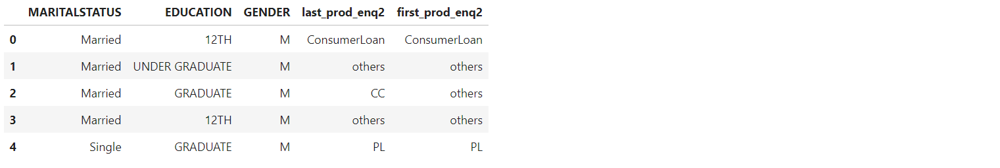 MARITALSTATUS EDUCATION GENDER last_prod_enq2 first_prod_enq2
0 Married 12TH M ConsumerLoan ConsumerLoan
1 Married UNDER GRADUATE M others others
2 Married GRADUATE M CC others
3 Married 12TH M others others
4 Single GRADUATE M PL PL